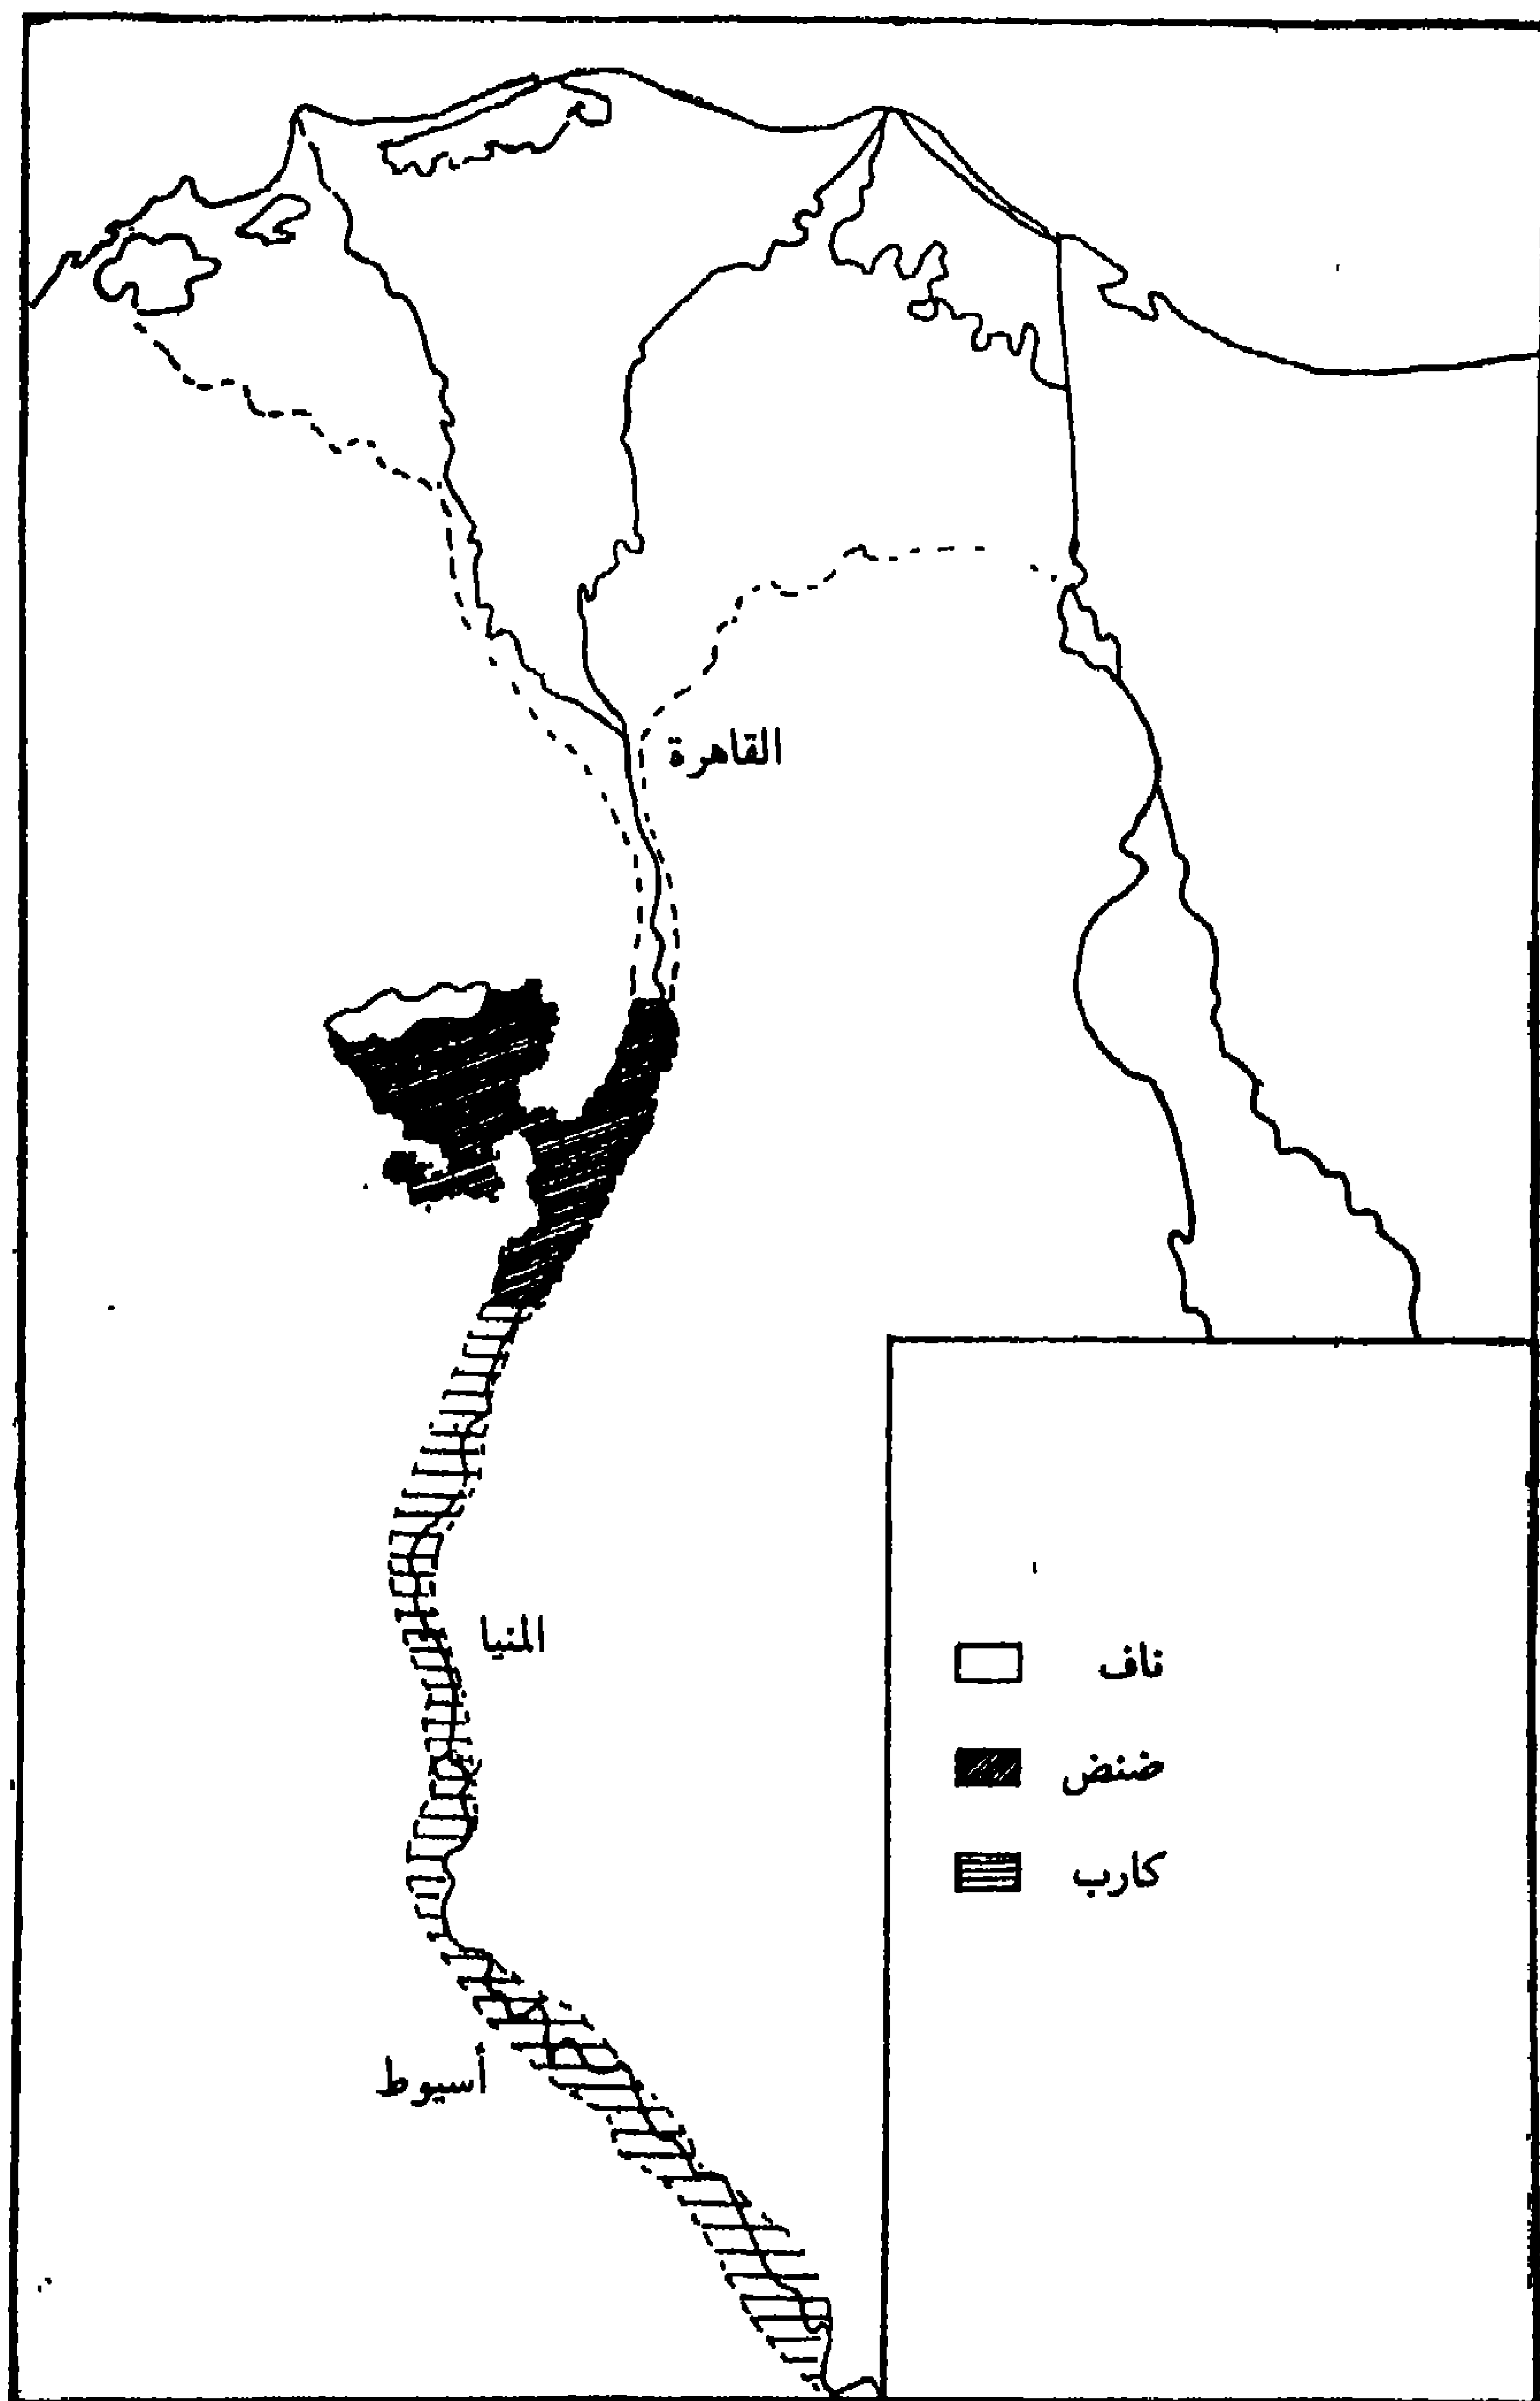 القاهرة
المنيا
أسيوط
ناف
ضنض
كارب